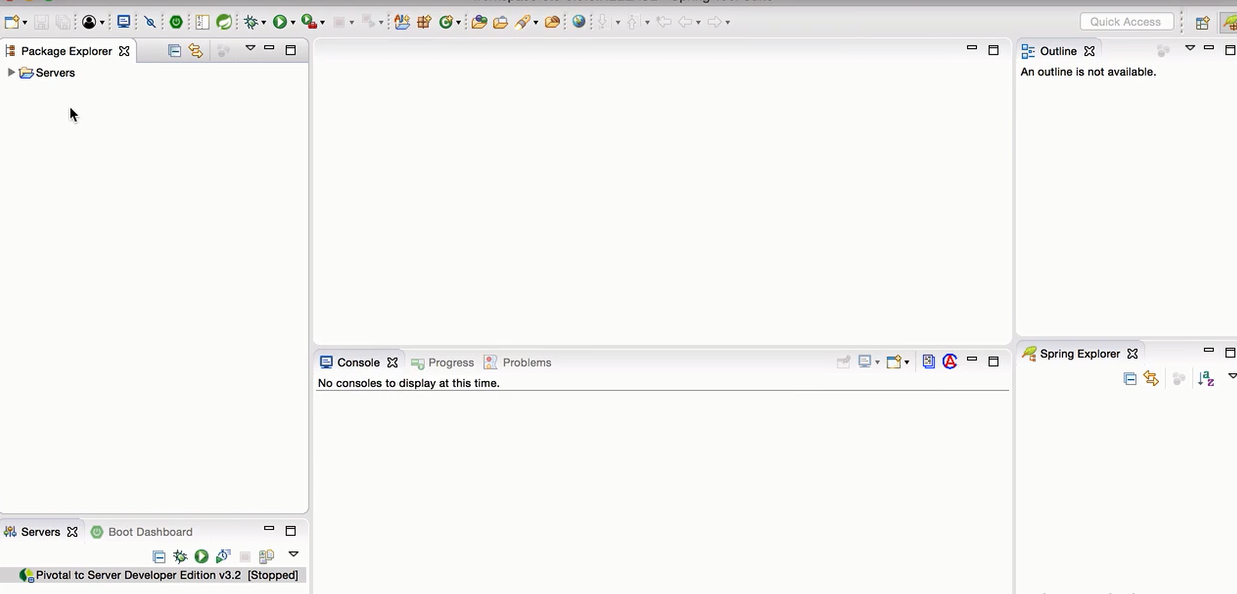 Quick Access
Package Explorer
Servers
Outline
An outline is not available.
Console
Progress
Problems
No consoles to display at this time.
Spring Explorer
Servers
Boot Dashboard
Pivotal tc Server Developer Edition v3.2 [Stopped]